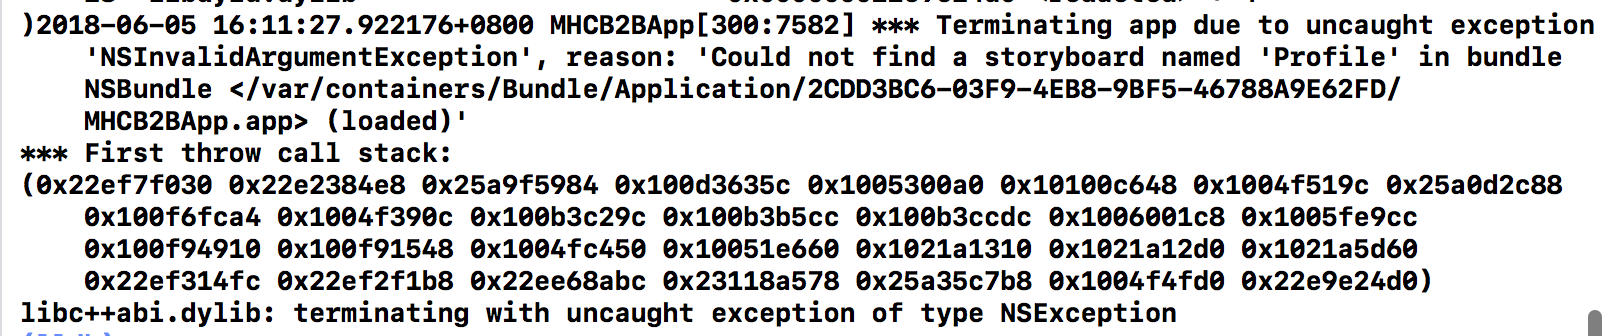 )2018-06-05 16:11:27.922176+0800 MHCB2BApp[300:7582] *** Terminating app due to uncaught exception
'NSInvalidArgumentException', reason: 'Could not find a storyboard named 'Profile' in bundle
NSBundle </var/containers/Bundle/Application/2CDD3BC6-03F9-4EB8-9BF5-46788A9E62FD/
MHCB2BApp.app> (loaded)'
*** First throw call stack:
(0x22ef7f030 0x22e2384e8 0x25a9f5984 0x100d3635c 0x1005300a0 0x10100c648 0x1004f519c 0x25a0d2c88
0x100f6fca4 0x1004f390c 0x100b3c29c 0x100b3b5cc 0x100b3ccdc 0x1006001c8 0x1005fe9cc
0x100f94910 0x100f91548 0x1004fc450 0x10051e660 0x1021a1310 0x1021a12d0 0x1021a5d60
0x22ef314fc 0x22ef2f1b8 0x22ee68abc 0x23118a578 0x25a35c7b8 0x1004f4fd0 0x22e9e24d0)
libc++abi.dylib: terminating with uncaught exception of type NSException